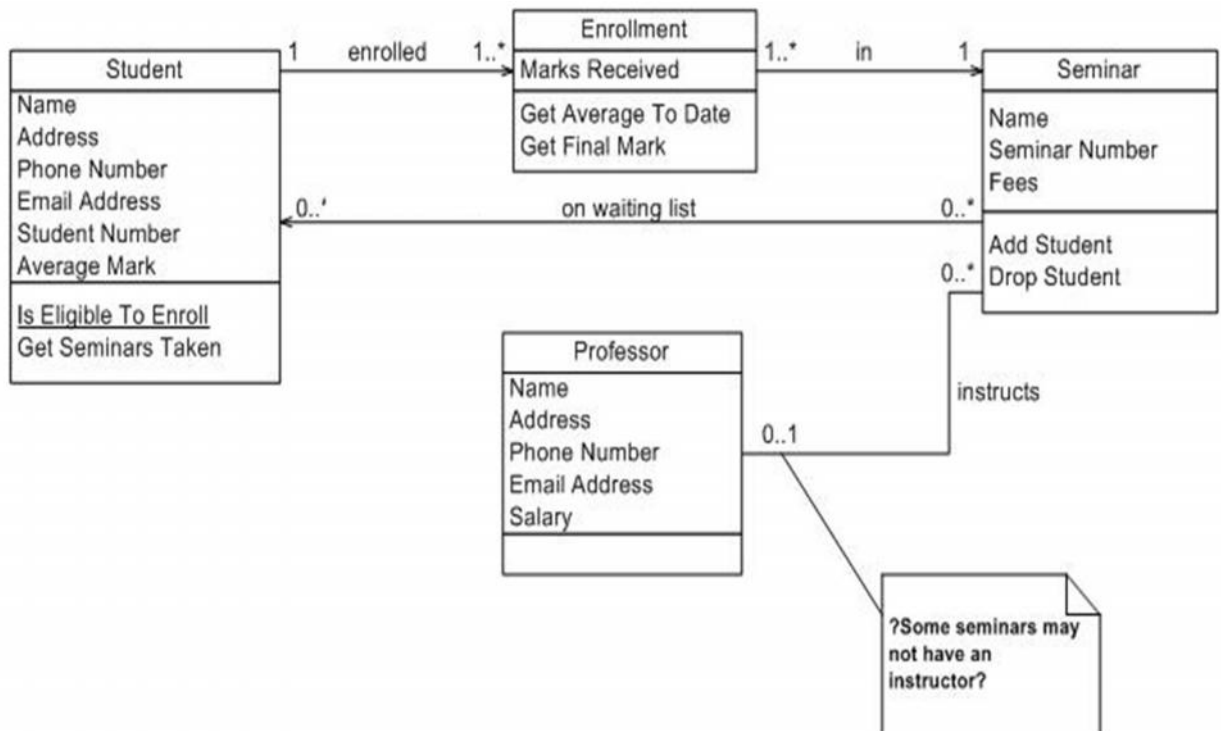 Enrollment
Marks Received
Get Average To Date
Get Final Mark
1 enrolled 1..*
1..* in 1
Student
Name
Address
Phone Number
Email Address
Student Number
Average Mark
Is Eligible To Enroll
Get Seminars Taken
Seminar
Name
Seminar Number
Fees
Add Student
Drop Student
0..* on waiting list 0..*
0..*
instructs
0..1
Professor
Name
Address
Phone Number
Email Address
Salary
?Some seminars may
not have an
instructor?